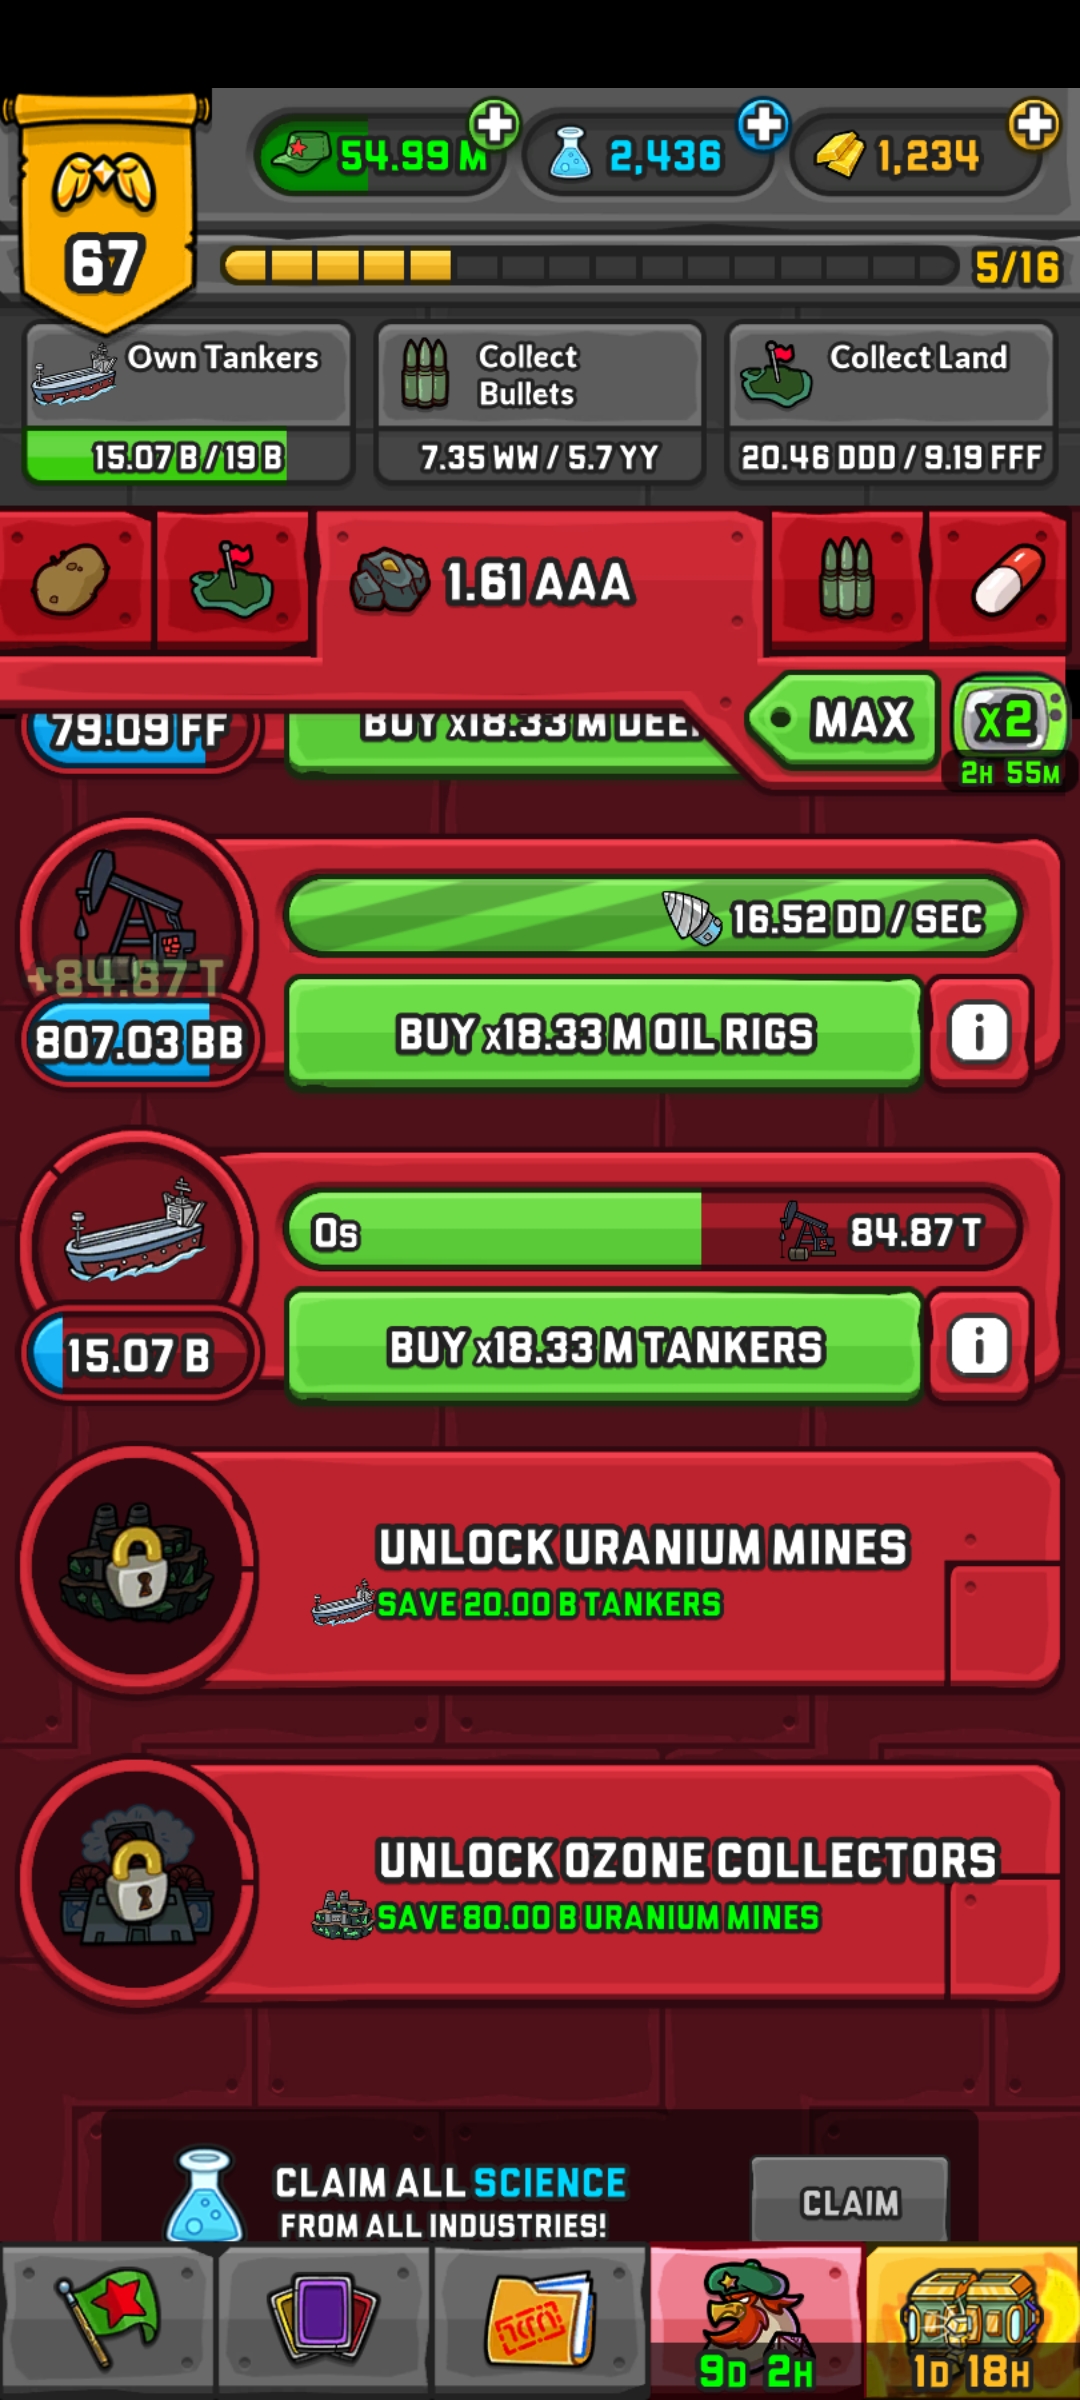 54.99 M
2,436
1,234
67
5/16
Own Tankers
15.07 B / 19 B
Collect
Bullets
7.35 WW / 5.7 YY
Collect Land
20.46 DDD / 9.19 FFF
1.61 AAA
MAX
x2
2H 55M
79.09 FF
BUY x18.33 M DEE
16.52 DD / SEC
+84.87 T
807.03 BB
BUY x18.33 M OIL RIGS
i
0s
84.87 T
15.07 B
BUY x18.33 M TANKERS
i
UNLOCK URANIUM MINES
SAVE 20.00 B TANKERS
UNLOCK OZONE COLLECTORS
SAVE 80.00 B URANIUM MINES
CLAIM ALL SCIENCE
FROM ALL INDUSTRIES!
CLAIM
9D 2H
1D 18H